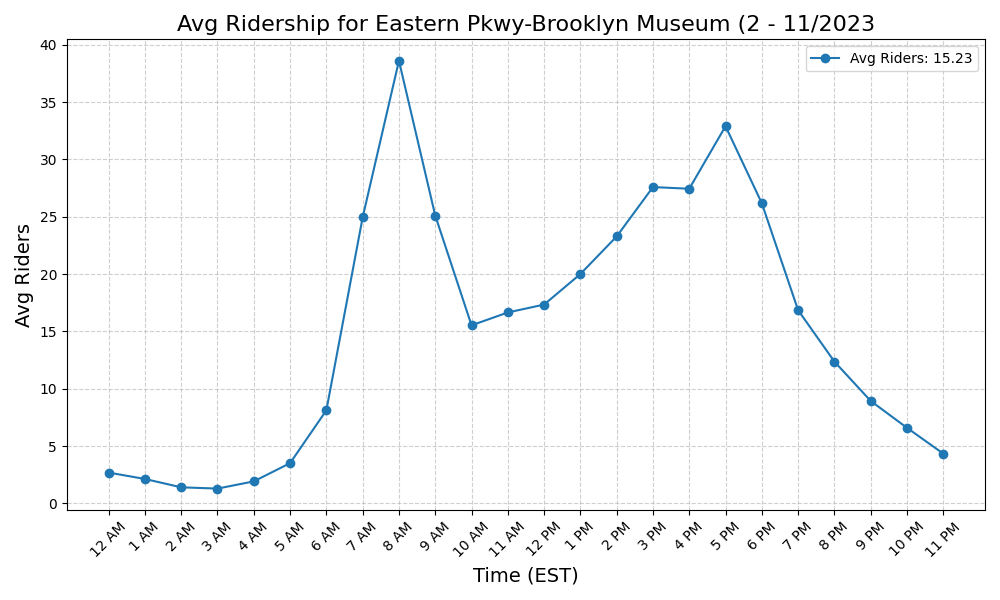 Avg Ridership for Eastern Pkwy-Brooklyn Museum (2 - 11/2023
Avg Riders: 15.23
Avg Riders
40
35
30
25
20
15
10
5
0
12 AM
1 AM
2 AM
3 AM
4 AM
5 AM
6 AM
7 AM
8 AM
9 AM
10 AM
11 AM
12 PM
1 PM
2 PM
3 PM
4 PM
5 PM
6 PM
7 PM
8 PM
9 PM
10 PM
11 PM
Time (EST)